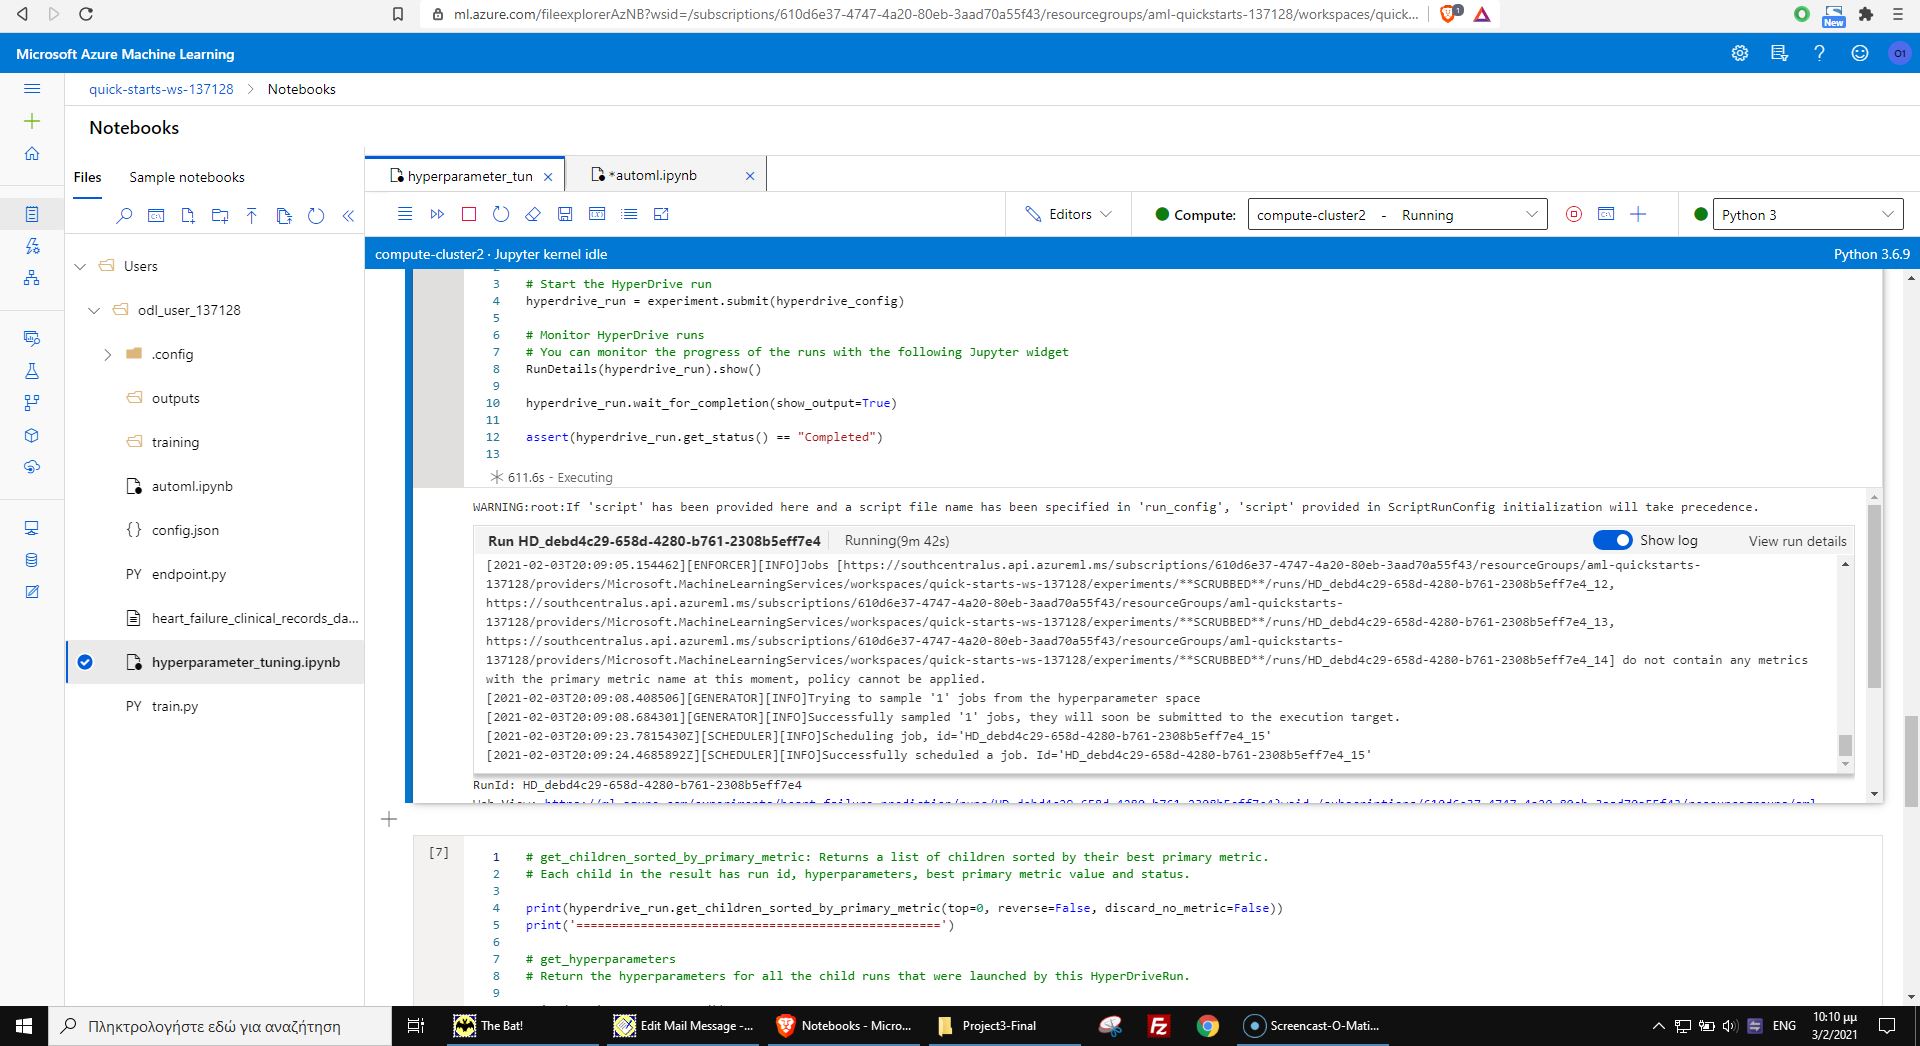 ml.azure.com/fileexplorerAzNB?wsid=/subscriptions/610d6e37-4747-4a20-80eb-3aad70a55f43/resourcegroups/aml-quickstarts-137128/workspaces/quick...
1
New
Microsoft Azure Machine Learning
O1
quick-starts-ws-137128 > Notebooks
Notebooks
Files
Sample notebooks
hyperparameter_tun
*automl.ipynb
Editors
Compute:
compute-cluster2 - Running
Python 3
compute-cluster2 · Jupyter kernel idle
Python 3.6.9
Users
odl_user_137128
.config
outputs
training
automl.ipynb
{} config.json
PY endpoint.py
heart_failure_clinical_records_da...
hyperparameter_tuning.ipynb
PY train.py
3 # Start the HyperDrive run
4 hyperdrive_run = experiment.submit(hyperdrive_config)
5
6 # Monitor HyperDrive runs
7 # You can monitor the progress of the runs with the following Jupyter widget
8 RunDetails(hyperdrive_run).show()
9
10 hyperdrive_run.wait_for_completion(show_output=True)
11
12 assert(hyperdrive_run.get_status() == "Completed")
13
611.6s - Executing
WARNING:root:If 'script' has been provided here and a script file name has been specified in 'run_config', 'script' provided in ScriptRunConfig initialization will take precedence.
Run HD_debd4c29-658d-4280-b761-2308b5eff7e4
Running(9m 42s)
Show log
View run details
[2021-02-03T20:09:05.154462][ENFORCER][INFO]Jobs [https://southcentralus.api.azureml.ms/subscriptions/610d6e37-4747-4a20-80eb-3aad70a55f43/resourceGroups/aml-quickstarts-
137128/providers/Microsoft.MachineLearningServices/workspaces/quick-starts-ws-137128/experiments/**SCRUBBED**/runs/HD_debd4c29-658d-4280-b761-2308b5eff7e4_12,
https://southcentralus.api.azureml.ms/subscriptions/610d6e37-4747-4a20-80eb-3aad70a55f43/resourceGroups/aml-quickstarts-
137128/providers/Microsoft.MachineLearningServices/workspaces/quick-starts-ws-137128/experiments/**SCRUBBED**/runs/HD_debd4c29-658d-4280-b761-2308b5eff7e4_13,
https://southcentralus.api.azureml.ms/subscriptions/610d6e37-4747-4a20-80eb-3aad70a55f43/resourceGroups/aml-quickstarts-
137128/providers/Microsoft.MachineLearningServices/workspaces/quick-starts-ws-137128/experiments/**SCRUBBED**/runs/HD_debd4c29-658d-4280-b761-2308b5eff7e4_14] do not contain any metrics
with the primary metric name at this moment, policy cannot be applied.
[2021-02-03T20:09:08.408506][GENERATOR][INFO]Trying to sample '1' jobs from the hyperparameter space
[2021-02-03T20:09:08.684301][GENERATOR][INFO]Successfully sampled '1' jobs, they will soon be submitted to the execution target.
[2021-02-03T20:09:23.7815430Z][SCHEDULER][INFO]Scheduling job, id='HD_debd4c29-658d-4280-b761-2308b5eff7e4_15'
[2021-02-03T20:09:24.4685892Z][SCHEDULER][INFO]Successfully scheduled a job. Id='HD_debd4c29-658d-4280-b761-2308b5eff7e4_15'
RunId: HD_debd4c29-658d-4280-b761-2308b5eff7e4
[7]
1 # get_children_sorted_by_primary_metric: Returns a list of children sorted by their best primary metric.
2 # Each child in the result has run id, hyperparameters, best primary metric value and status.
3
4 print(hyperdrive_run.get_children_sorted_by_primary_metric(top=0, reverse=False, discard_no_metric=False))
5 print('===================================================')
6
7 # get_hyperparameters
8 # Return the hyperparameters for all the child runs that were launched by this HyperDriveRun.
9
Πληκτρολογήστε εδώ για αναζήτηση
The Bat!
Edit Mail Message -...
Notebooks - Micro...
Project3-Final
Screencast-O-Mati...
ENG
10:10 μμ
3/2/2021